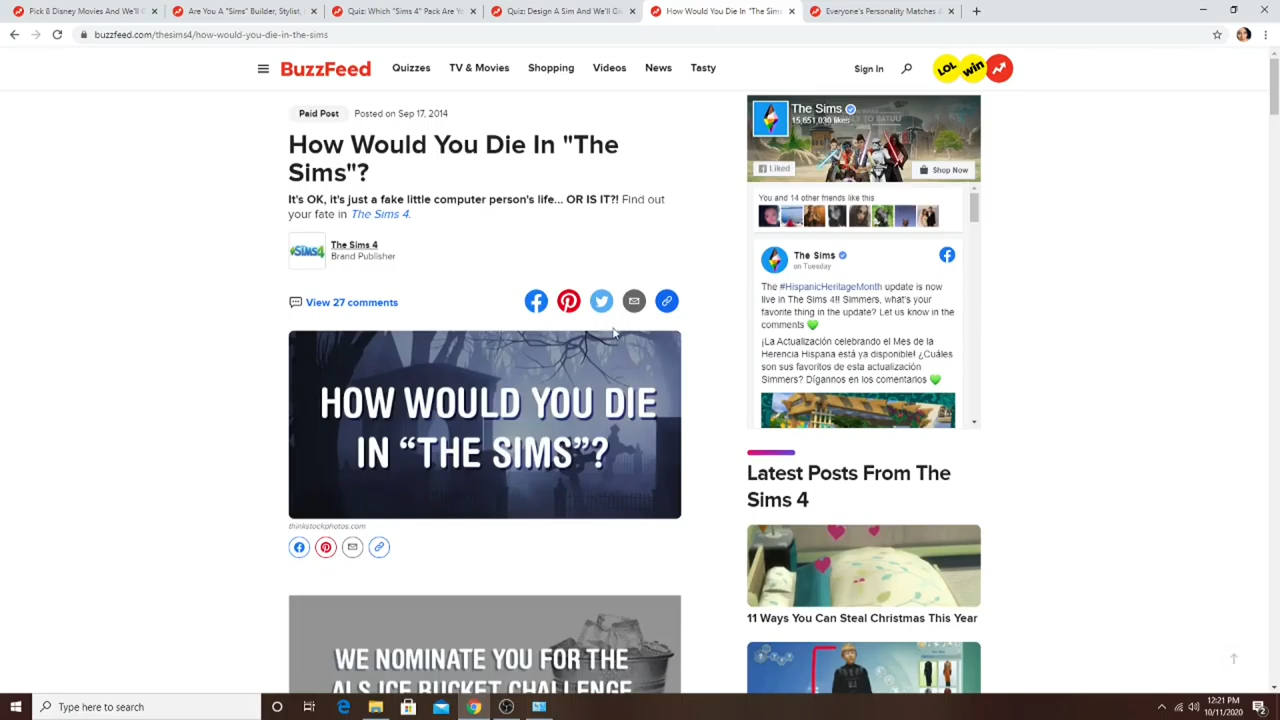 Pick 8 Disney Movies And We'll G
Are You A "Sims" Builder, Stylist,
Quiz: Which "Sims 4" Pack Are Yo
Quiz: Design A Sim And We'll Giv
How Would You Die In "The Sims"
Everyone's Personality Matches A
buzzfeed.com/thesims4/how-would-you-die-in-the-sims
BuzzFeed
Quizzes
TV & Movies
Shopping
Videos
News
Tasty
Sign In
LOL
win
Paid Post
Posted on Sep 17, 2014
How Would You Die In "The
Sims"?
It's OK, it's just a fake little computer person's life... OR IS IT?! Find out
your fate in The Sims 4.
The Sims 4
Brand Publisher
View 27 comments
HOW WOULD YOU DIE
IN “THE SIMS”?
thinkstockphotos.com
WE NOMINATE YOU FOR THE
ALS ICE BUCKET CHALLENGE
The Sims
15,651,030 likes
Liked
Shop Now
You and 14 other friends like this
The Sims
on Tuesday
The #HispanicHeritageMonth update is now
live in The Sims 4!! Simmers, what's your
favorite thing in the update? Let us know in the
comments
¡La Actualización celebrando el Mes de la
Herencia Hispana está ya disponible! ¿Cuáles
son sus favoritos de esta actualización
Simmers? Dígannos en los comentarios
Latest Posts From The
Sims 4
11 Ways You Can Steal Christmas This Year
Type here to search
12:21 PM
10/11/2020
2